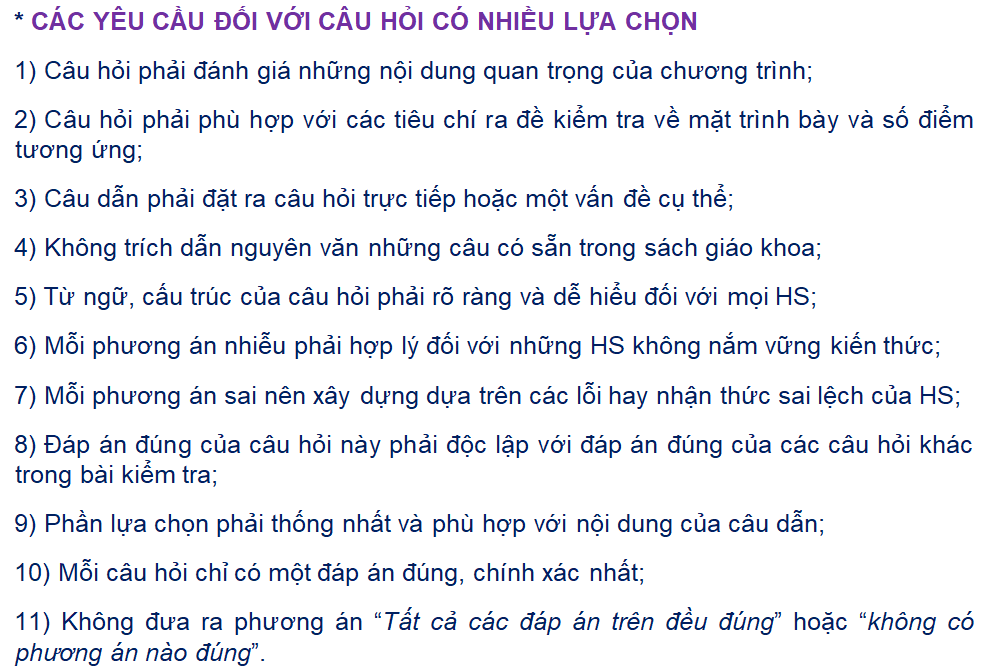 * CÁC YÊU CẦU ĐỐI VỚI CÂU HỎI CÓ NHIỀU LỰA CHỌN
1) Câu hỏi phải đánh giá những nội dung quan trọng của chương trình;
2) Câu hỏi phải phù hợp với các tiêu chí ra đề kiểm tra về mặt trình bày và số điểm
tương ứng;
3) Câu dẫn phải đặt ra câu hỏi trực tiếp hoặc một vấn đề cụ thể;
4) Không trích dẫn nguyên văn những câu có sẵn trong sách giáo khoa;
5) Từ ngữ, cấu trúc của câu hỏi phải rõ ràng và dễ hiểu đối với mọi HS;
6) Mỗi phương án nhiễu phải hợp lý đối với những HS không nắm vững kiến thức;
7) Mỗi phương án sai nên xây dựng dựa trên các lỗi hay nhận thức sai lệch của HS;
8) Đáp án đúng của câu hỏi này phải độc lập với đáp án đúng của các câu hỏi khác
trong bài kiểm tra;
9) Phần lựa chọn phải thống nhất và phù hợp với nội dung của câu dẫn;
10) Mỗi câu hỏi chỉ có một đáp án đúng, chính xác nhất;
11) Không đưa ra phương án “Tất cả các đáp án trên đều đúng” hoặc “không có
phương án nào đúng”.